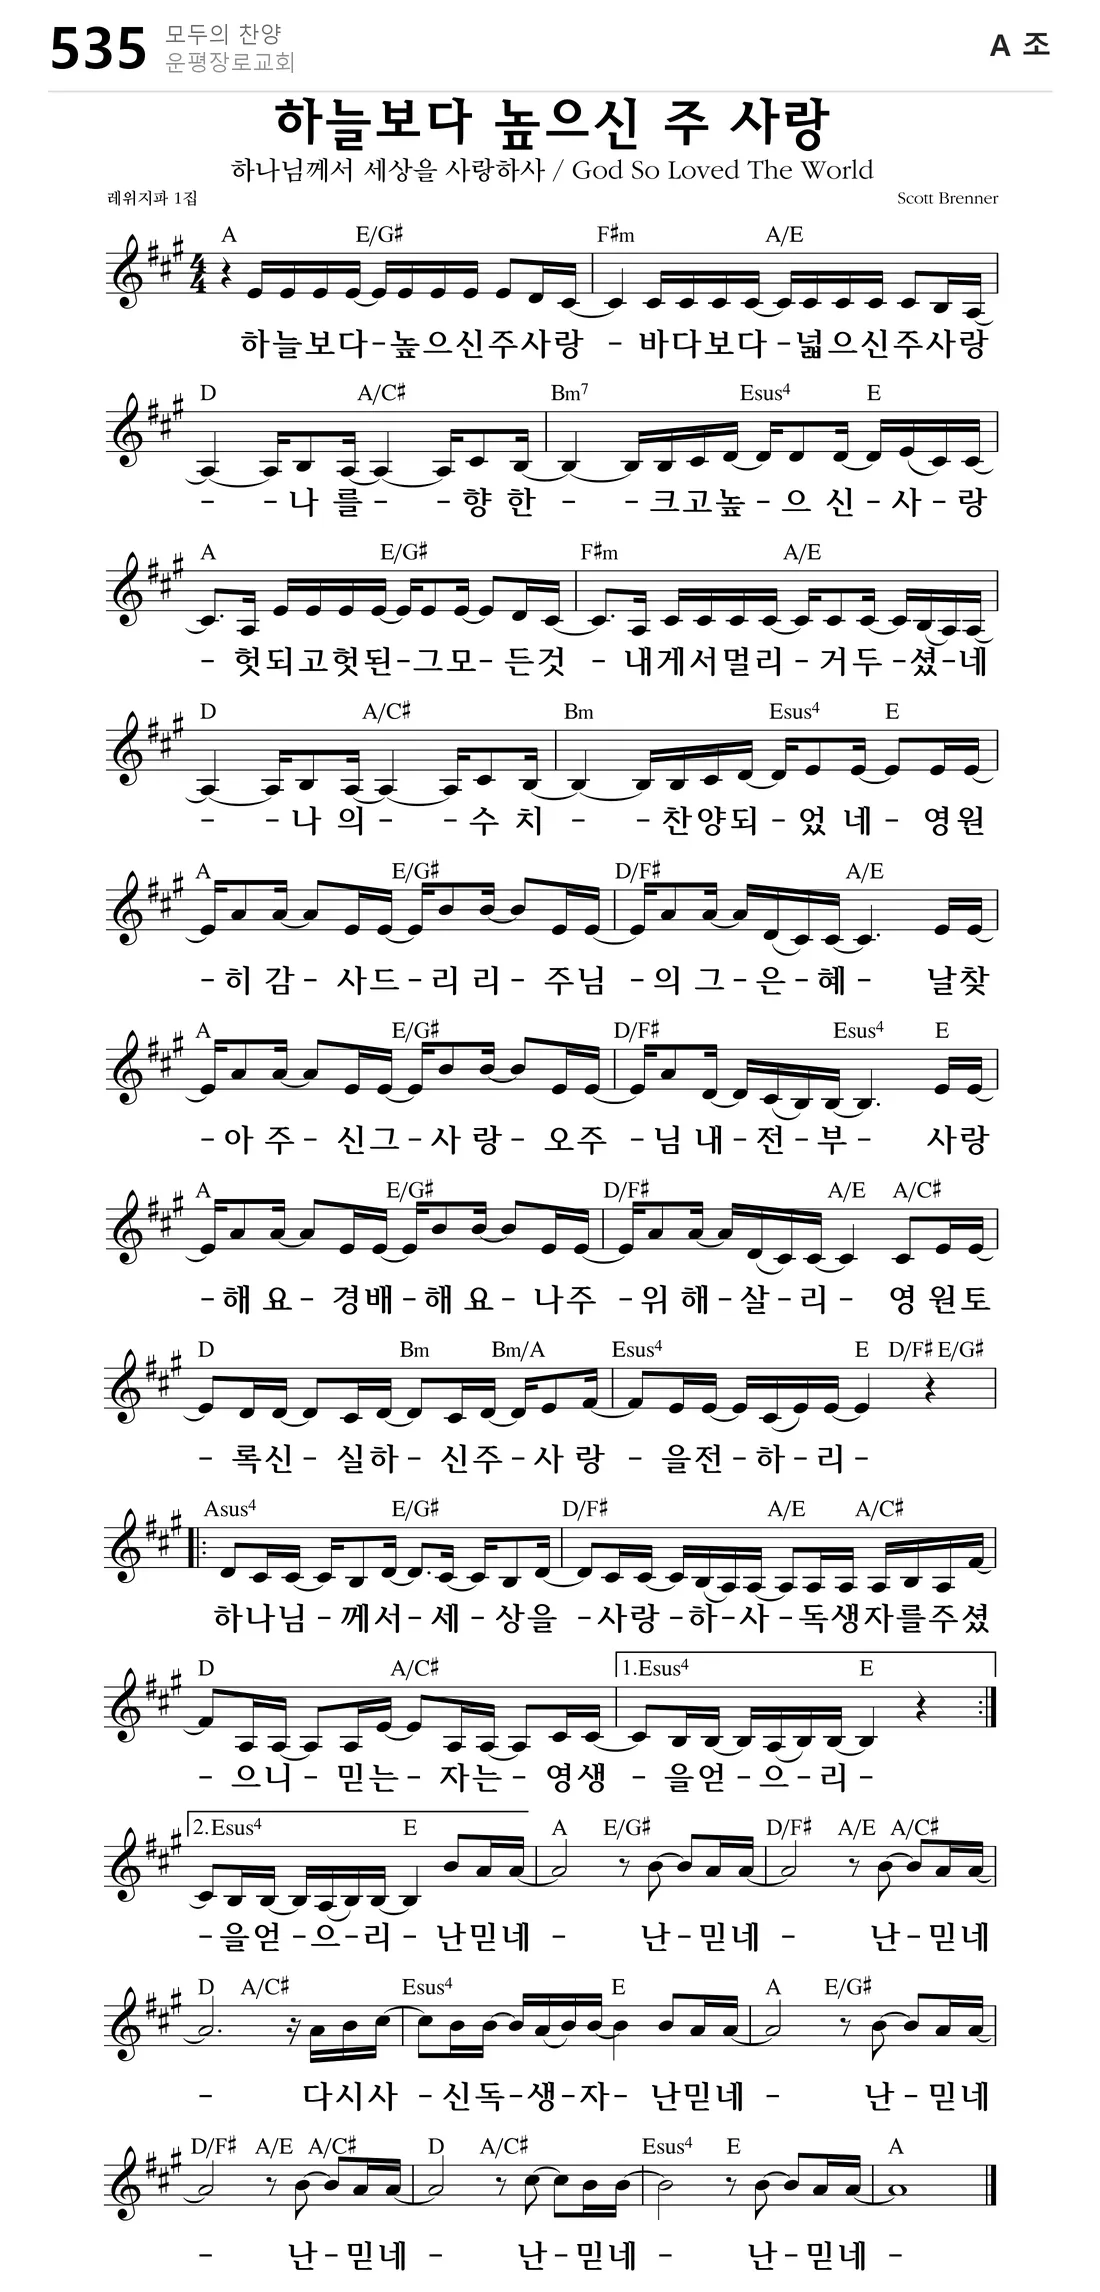 535 모두의 찬양
운평장로교회
A 조
하늘보다 높으신 주 사랑
하나님께서 세상을 사랑하사 / God So Loved The World
레위지파 1집 Scott Brenner
A E/G♯ F♯m A/E
하늘보다-높으신주사랑 - 바다보다 -넓으신주사랑
D A/C♯ Bm7 Esus4 E
- -나 를- -향 한 - -크고높 -으 신 -사 -랑
A E/G♯ F♯m A/E
- 헛되고헛된-그모- 든것 - 내게서멀리 - 거두 -셨-네
D A/C♯ Bm Esus4 E
- -나 의- -수 치 - -찬양되 -었 네- 영원
A E/G♯ D/F♯ A/E
-히 감- 사드-리 리- 주님 -의 그-은-혜- 날찾
A E/G♯ D/F♯ Esus4 E
-아 주- 신그-사 랑- 오주 -님 내-전-부- 사랑
A E/G♯ D/F♯ A/E A/C♯
-해 요- 경배-해 요- 나주 -위 해-살-리- 영 원토
D Bm Bm/A Esus4 E D/F♯ E/G♯
- 록신- 실하- 신주-사 랑 - 을전-하-리-
Asus4 E/G♯ D/F♯ A/E A/C♯
하나님 -께서-세 -상을 -사랑 -하-사 -독생자를주셨
D A/C♯ 1.Esus4 E
- 으니- 믿는- 자는- 영생 - 을얻-으-리-
2.Esus4 E A E/G♯ D/F♯ A/E A/C♯
-을얻 -으-리- 난믿네 - 난-믿네 - 난-믿네
D A/C♯ Esus4 E A E/G♯
- 다시사 -신독-생-자- 난믿네 - 난-믿네
D/F♯ A/E A/C♯ D A/C♯ Esus4 E A
- 난-믿네 - 난-믿네 - 난-믿네 -